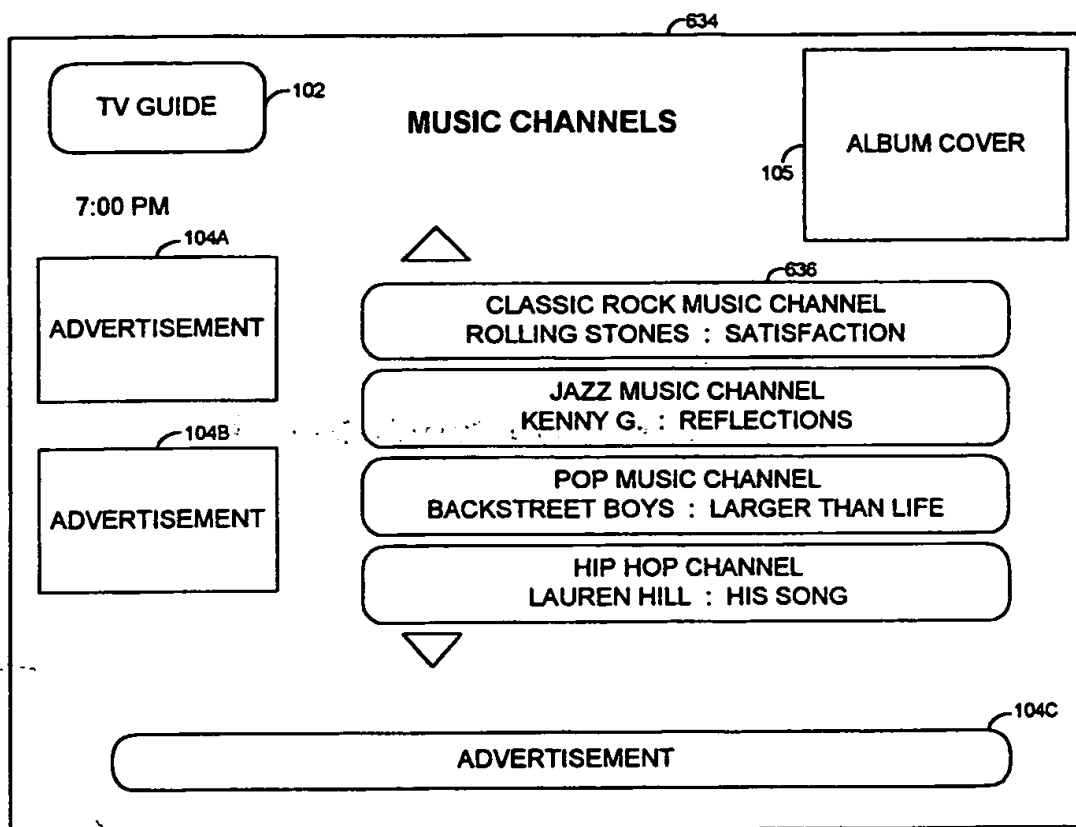 634
TV GUIDE
102
MUSIC CHANNELS
ALBUM COVER
105
7:00 PM
104A
ADVERTISEMENT
636
CLASSIC ROCK MUSIC CHANNEL
ROLLING STONES : SATISFACTION
JAZZ MUSIC CHANNEL
KENNY G. : REFLECTIONS
104B
ADVERTISEMENT
POP MUSIC CHANNEL
BACKSTREET BOYS : LARGER THAN LIFE
HIP HOP CHANNEL
LAUREN HILL : HIS SONG
104C
ADVERTISEMENT